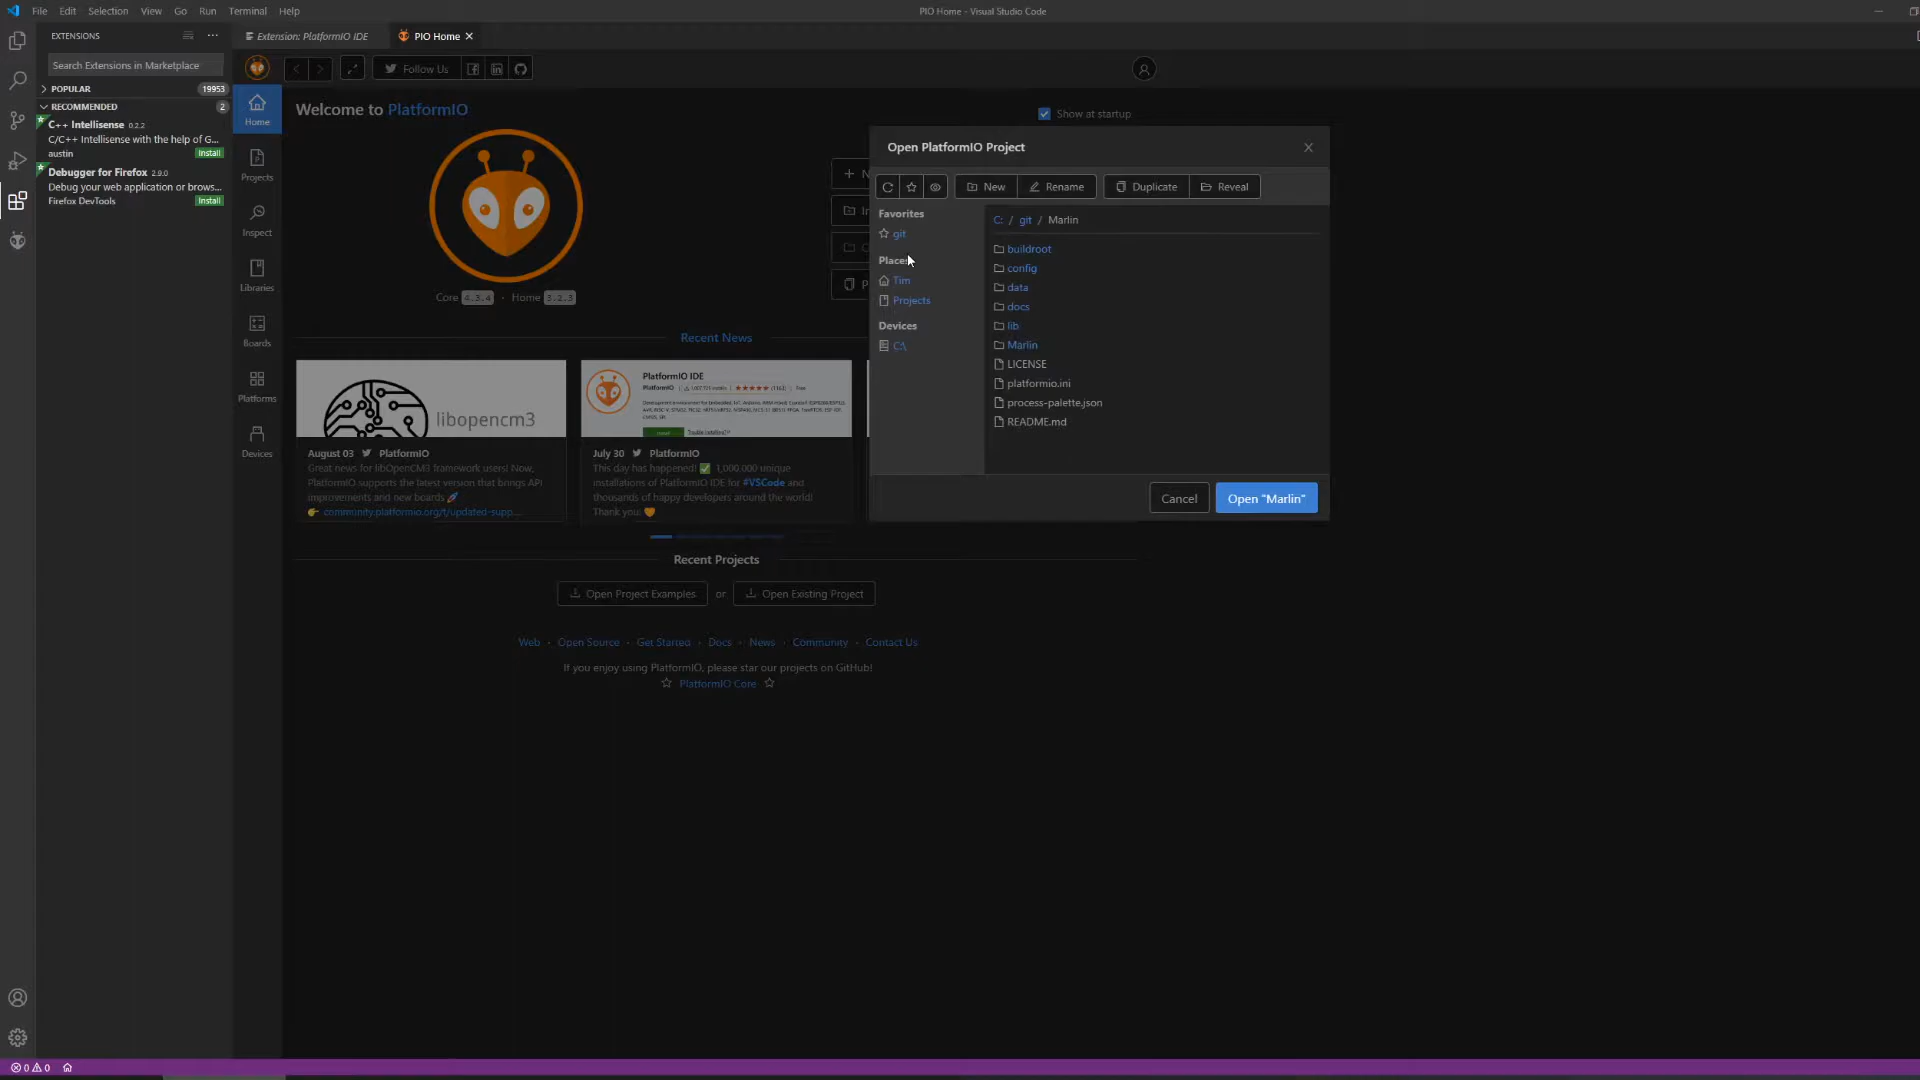 File Edit Selection View Go Run Terminal Help
PIO Home - Visual Studio Code
EXTENSIONS
Search Extensions in Marketplace
POPULAR 19953
RECOMMENDED 2
C++ Intellisense 0.2.2
C/C++ Intellisense with the help of G...
austin Install
Debugger for Firefox 2.9.0
Debug your web application or brows...
Firefox DevTools Install
Extension: PlatformIO IDE
PIO Home
Follow Us
Home
Projects
Inspect
Libraries
Boards
Platforms
Devices
Welcome to PlatformIO
Show at startup
Core 4.3.4 · Home 3.2.3
Recent News
libopencm3
August 03 PlatformIO
Great news for libOpenCM3 framework users! Now,
PlatformIO supports the latest version that brings API
improvements and new boards
community.platformio.org/t/updated-supp...
PlatformIO IDE
July 30 PlatformIO
This day has happened! ✅ 1,000,000 unique
installations of PlatformIO IDE for #VSCode and
thousands of happy developers around the world!
Thank you
Recent Projects
Open Project Examples or Open Existing Project
Web · Open Source · Get Started · Docs · News · Community · Contact Us
If you enjoy using PlatformIO, please star our projects on GitHub!
PlatformIO Core
Open PlatformIO Project
New Rename Duplicate Reveal
Favorites
git
Places
Tim
Projects
Devices
C:\
C: / git / Marlin
buildroot
config
data
docs
lib
Marlin
LICENSE
platformio.ini
process-palette.json
README.md
Cancel Open "Marlin"
0 0